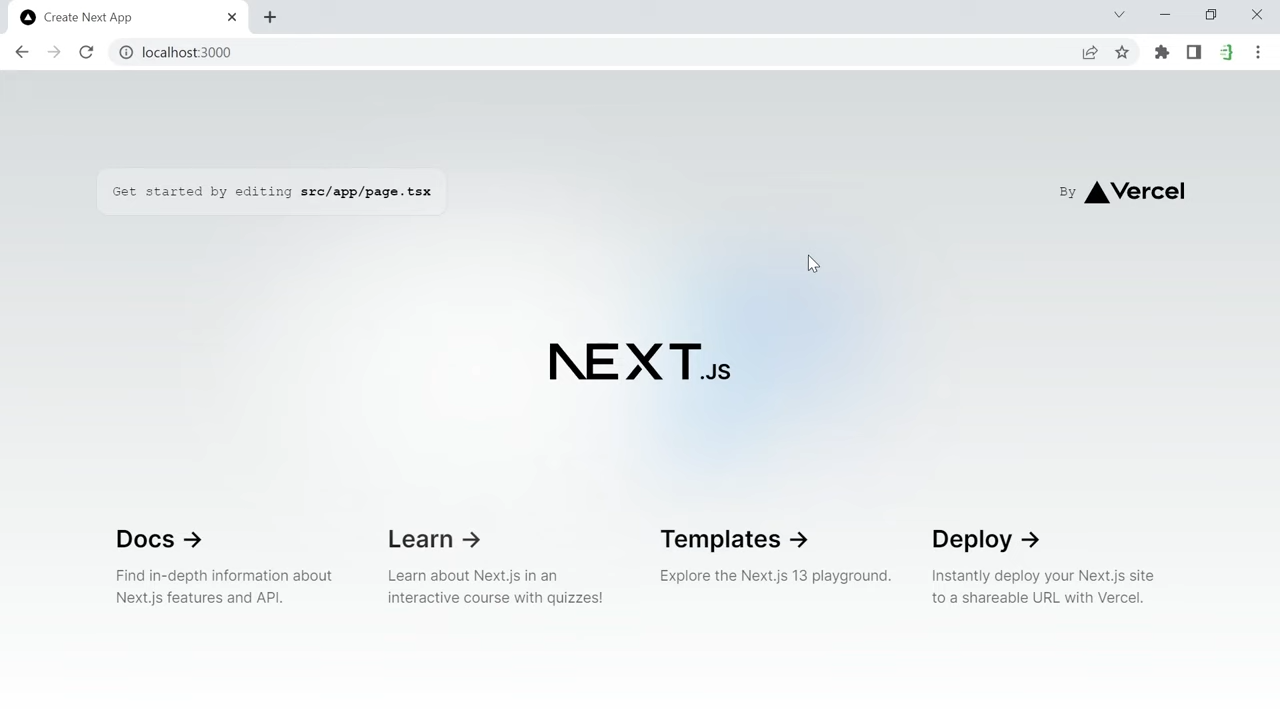 Create Next App
localhost:3000
Get started by editing src/app/page.tsx
By Vercel
NEXT.JS
Docs →
Find in-depth information about
Next.js features and API.
Learn →
Learn about Next.js in an
interactive course with quizzes!
Templates →
Explore the Next.js 13 playground.
Deploy →
Instantly deploy your Next.js site
to a shareable URL with Vercel.